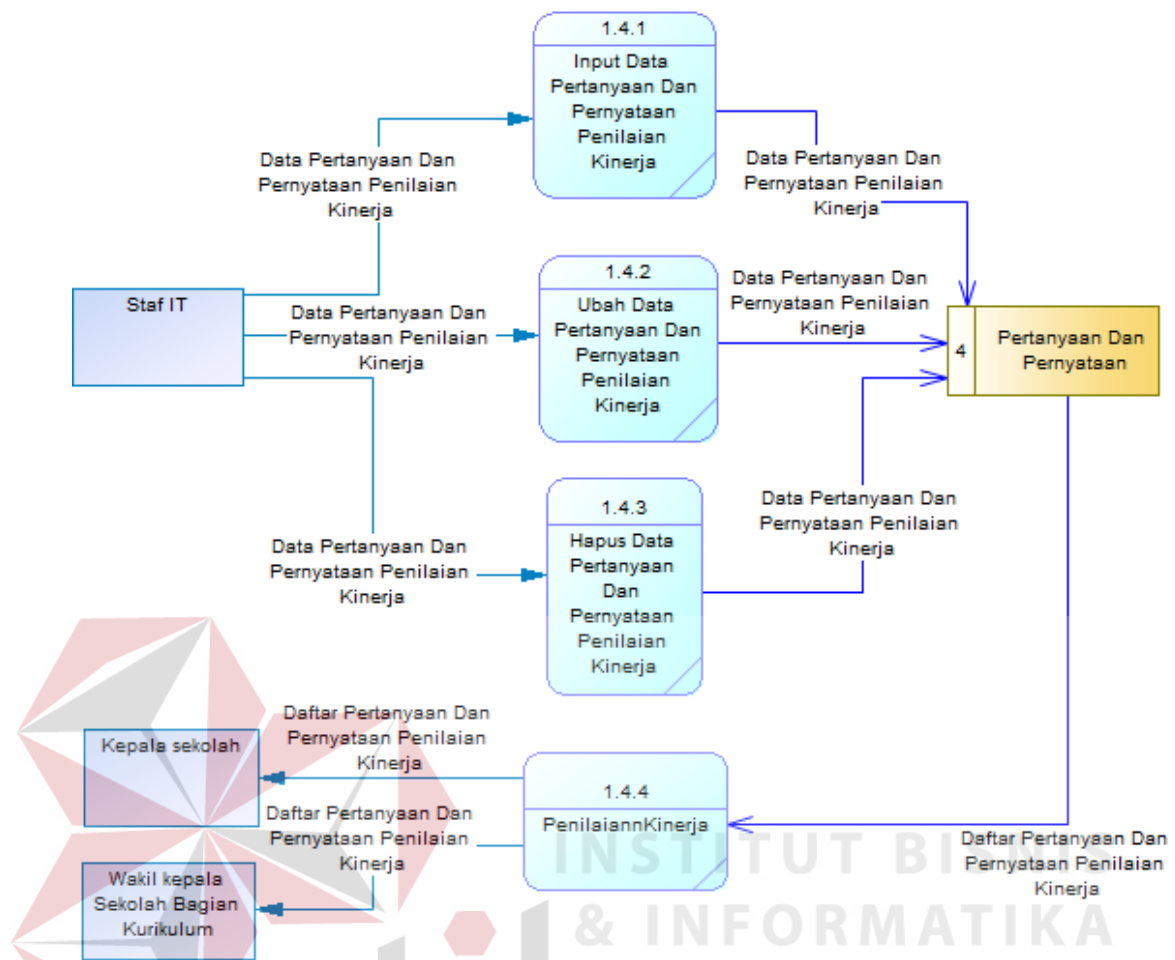 1.4.1
Input Data
Pertanyaan Dan
Pernyataan
Penilaian
Kinerja
Data Pertanyaan Dan
Pernyataan Penilaian
Kinerja
Data Pertanyaan Dan
Pernyataan Penilaian
Kinerja
Staf IT
Data Pertanyaan Dan
Pernyataan Penilaian
Kinerja
1.4.2
Ubah Data
Pertanyaan Dan
Pernyataan
Penilaian
Kinerja
Data Pertanyaan Dan
Pernyataan Penilaian
Kinerja
4
Pertanyaan Dan
Pernyataan
Data Pertanyaan Dan
Pernyataan Penilaian
Kinerja
1.4.3
Hapus Data
Pertanyaan
Dan
Pernyataan
Penilaian
Kinerja
Data Pertanyaan Dan
Pernyataan Penilaian
Kinerja
Kepala sekolah
Daftar Pertanyaan Dan
Pernyataan Penilaian
Kinerja
1.4.4
PenilaiannKinerja
Daftar Pertanyaan Dan
Pernyataan Penilaian
Kinerja
Daftar Pertanyaan Dan
Pernyataan Penilaian
Kinerja
Wakil kepala
Sekolah Bagian
Kurikulum
INSTITUT BISNIS
& INFORMATIKA